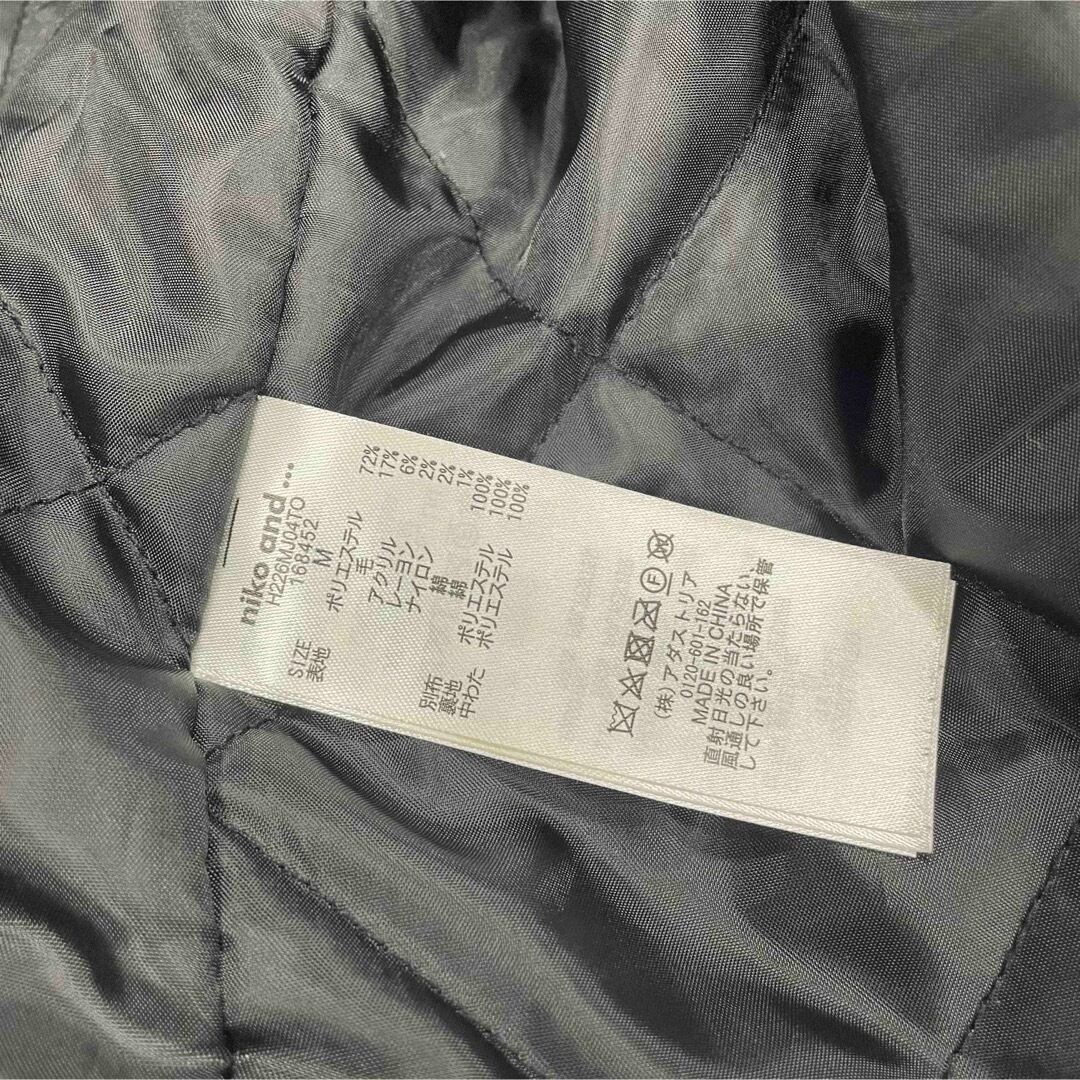 niko and ...
H226MJ04TO
168452
SIZE M
表地 ポリエステル 72%
毛 17%
アクリル 6%
レーヨン 2%
ナイロン 2%
綿 1%
別布 綿 100%
裏地 ポリエステル 100%
中わた ポリエステル 100%
F
(株)アダストリア
0120-601-162
MADE IN CHINA
直射日光の当たらない、
風通しの良い場所で保管
して下さい。